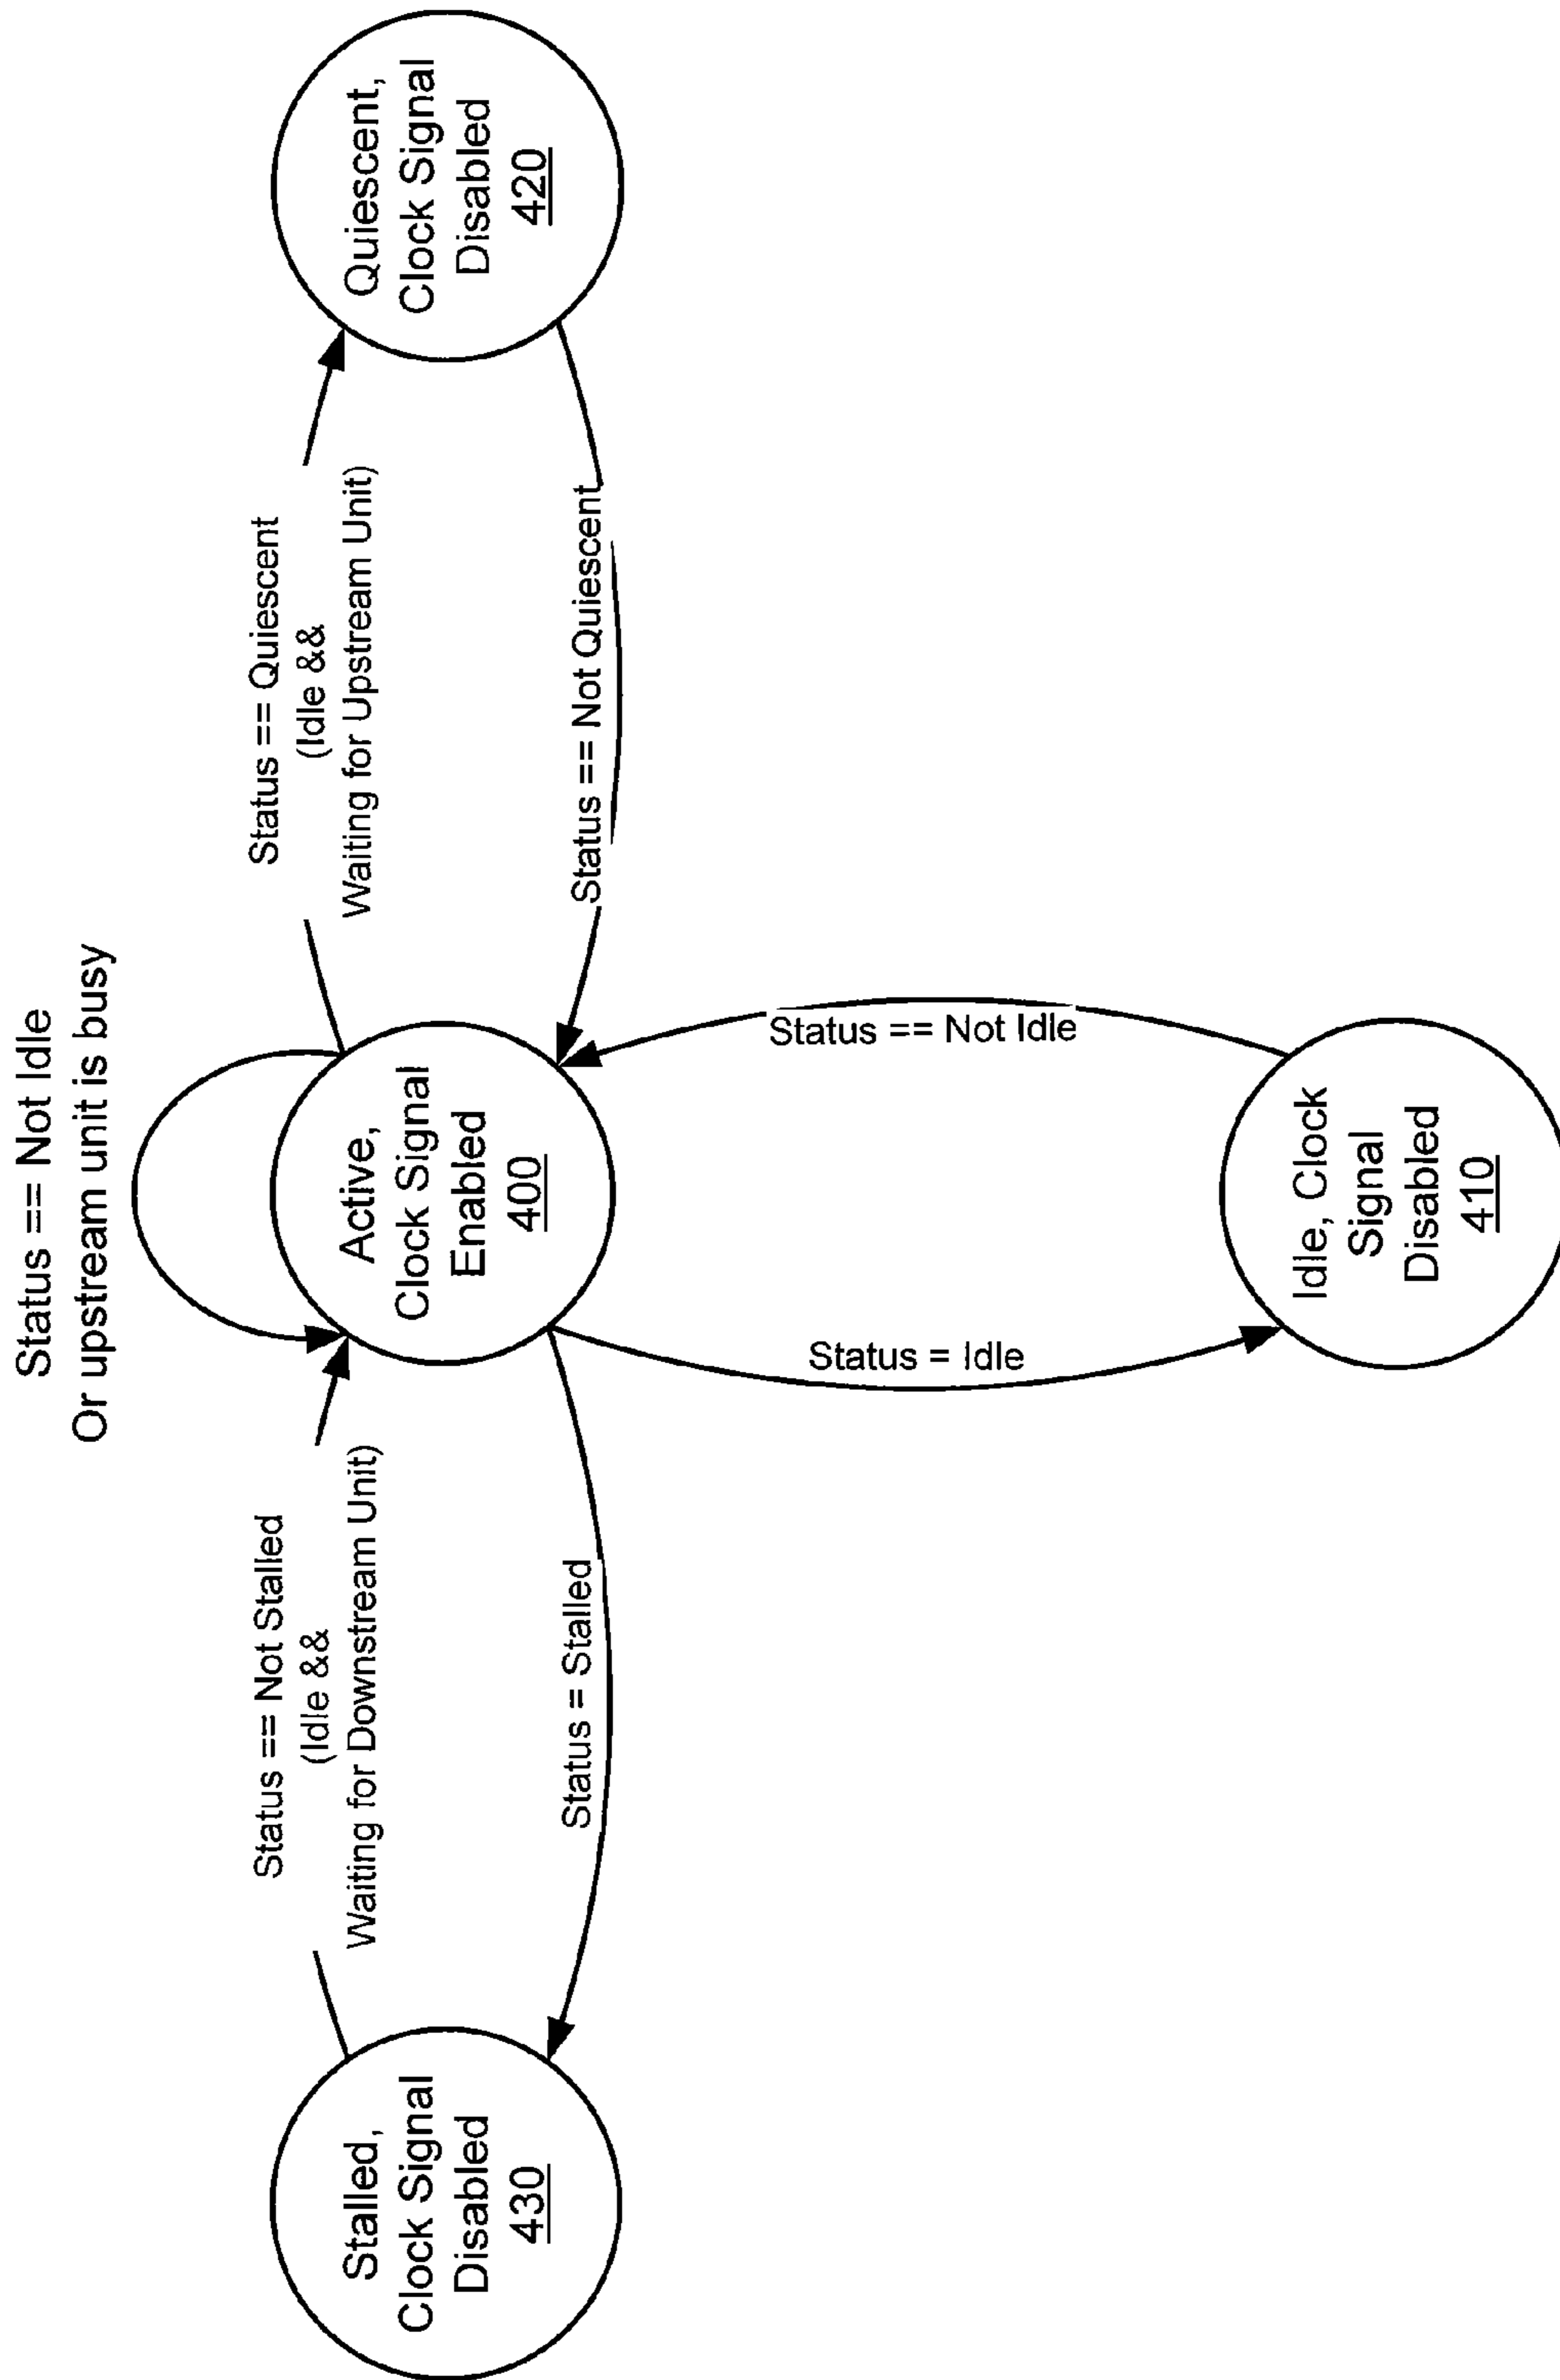 Status == Not Idle
Or upstream unit is busy
Status == Not Stalled
(Idle &&
Waiting for Downstream Unit)
Status == Quiescent
(Idle &&
Waiting for Upstream Unit)
Stalled,
Clock Signal
Disabled
430
Active,
Clock Signal
Enabled
400
Quiescent,
Clock Signal
Disabled
420
Status = Stalled
Status == Not Quiescent
Status = Idle
Status == Not Idle
Idle, Clock
Signal
Disabled
410